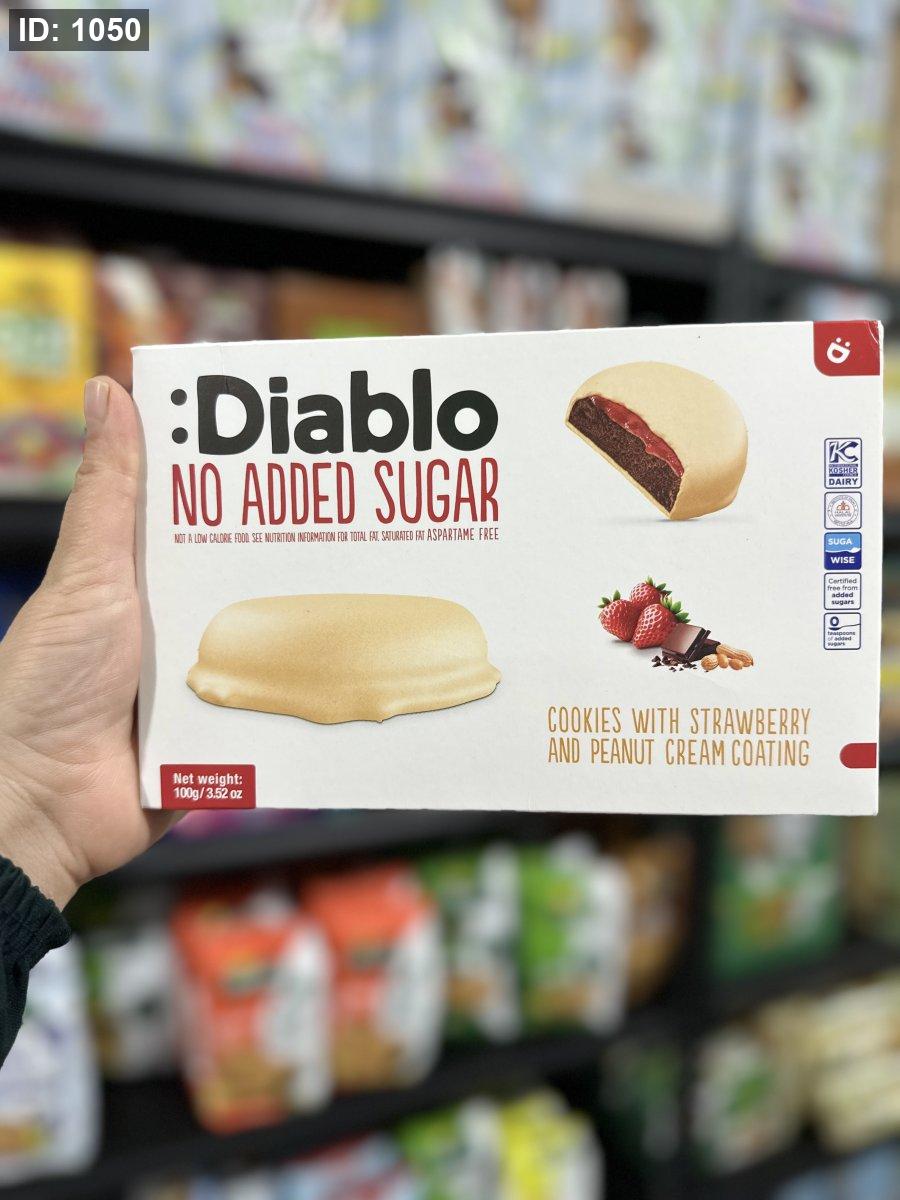 ID: 1050
:Diablo
NO ADDED SUGAR
NOT A LOW CALORIE FOOD. SEE NUTRITION INFORMATION FOR TOTAL FAT, SATURATED FAT ASPARTAME FREE
:D
KC
KOSHER
DAIRY
SUGA
WISE
Certified
free from
added
sugars
0
teaspoons
of added
sugars
COOKIES WITH STRAWBERRY
AND PEANUT CREAM COATING
Net weight:
100g/3.52 oz